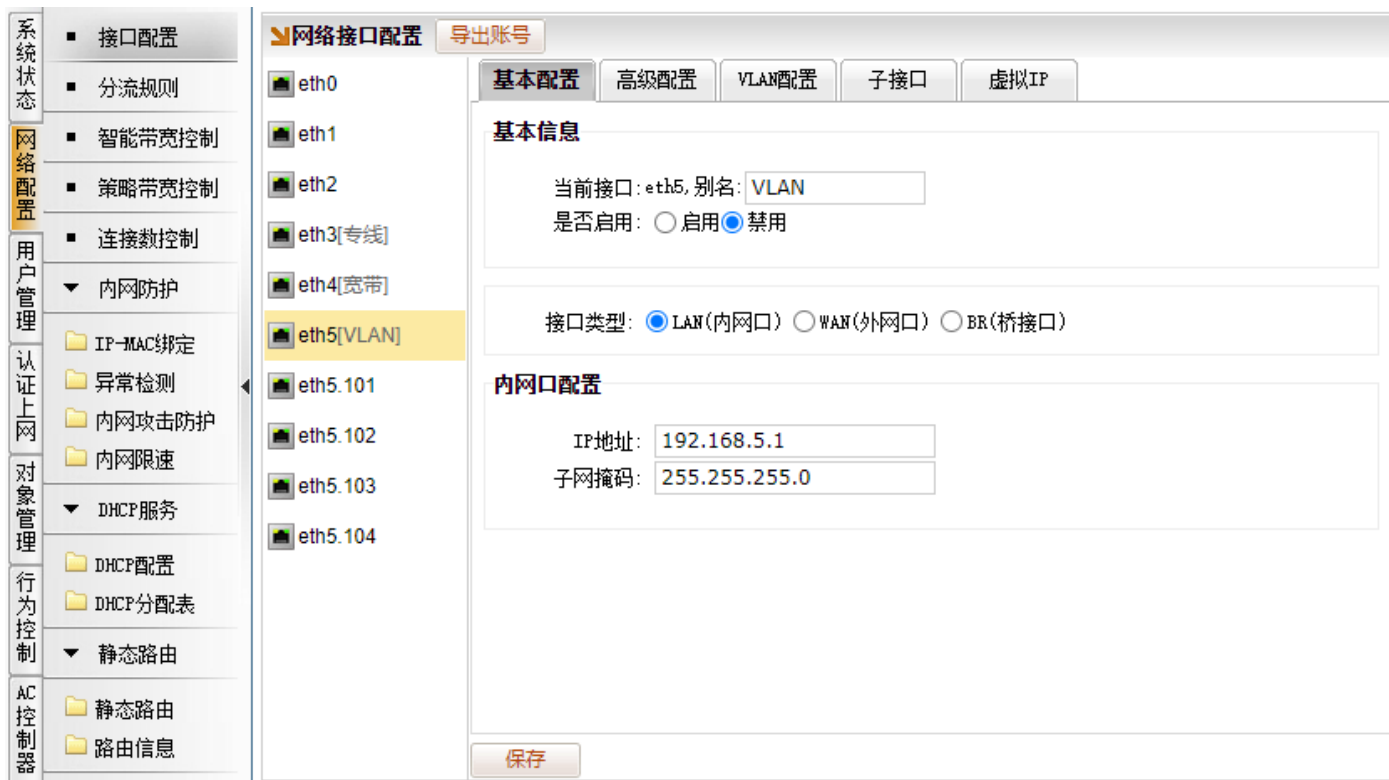 系统状态
网络配置
用户管理
认证上网
对象管理
行为控制
AC控制器
接口配置
分流规则
智能带宽控制
策略带宽控制
连接数控制
内网防护
IP-MAC绑定
异常检测
内网攻击防护
内网限速
DHCP服务
DHCP配置
DHCP分配表
静态路由
静态路由
路由信息
网络接口配置 导出账号
eth0
eth1
eth2
eth3[专线]
eth4[宽带]
eth5[VLAN]
eth5.101
eth5.102
eth5.103
eth5.104
基本配置 高级配置 VLAN配置 子接口 虚拟IP
基本信息
当前接口:eth5,别名: VLAN
是否启用: 启用 禁用
接口类型: LAN(内网口) WAN(外网口) BR(桥接口)
内网口配置
IP地址: 192.168.5.1
子网掩码: 255.255.255.0
保存